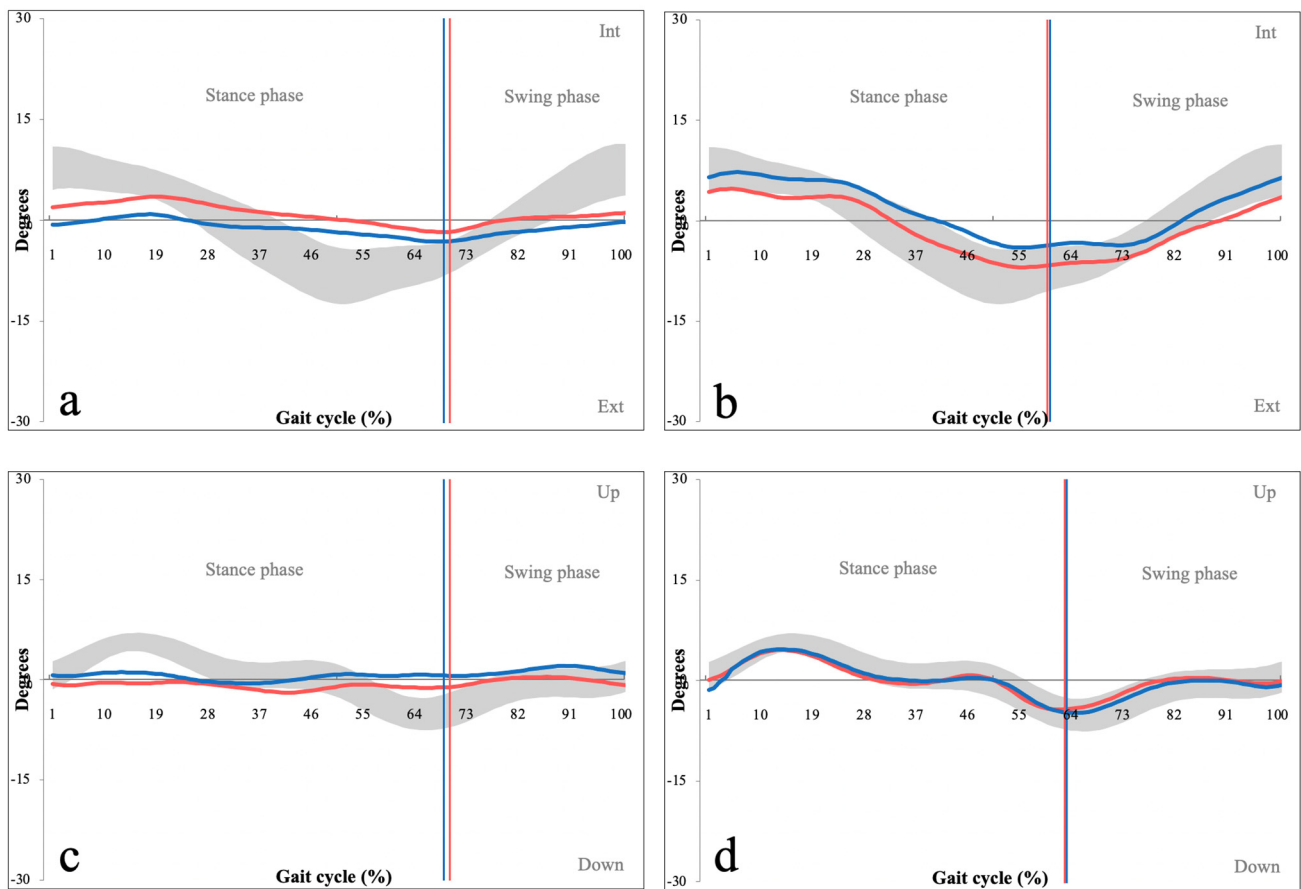 30
Int
Stance phase
Swing phase
15
Degrees
0
1 10 19 28 37 46 55 64 73 82 91 100
-15
a
Gait cycle (%)
Ext
-30
30
Int
Stance phase
Swing phase
15
Degrees
0
1 10 19 28 37 46 55 64 73 82 91 100
-15
b
Gait cycle (%)
Ext
-30
30
Up
Stance phase
Swing phase
15
Degrees
0
1 10 19 28 37 46 55 64 73 82 91 100
-15
c
Gait cycle (%)
Down
-30
30
Up
Stance phase
Swing phase
15
Degrees
0
1 10 19 28 37 46 55 64 73 82 91 100
-15
d
Gait cycle (%)
Down
-30